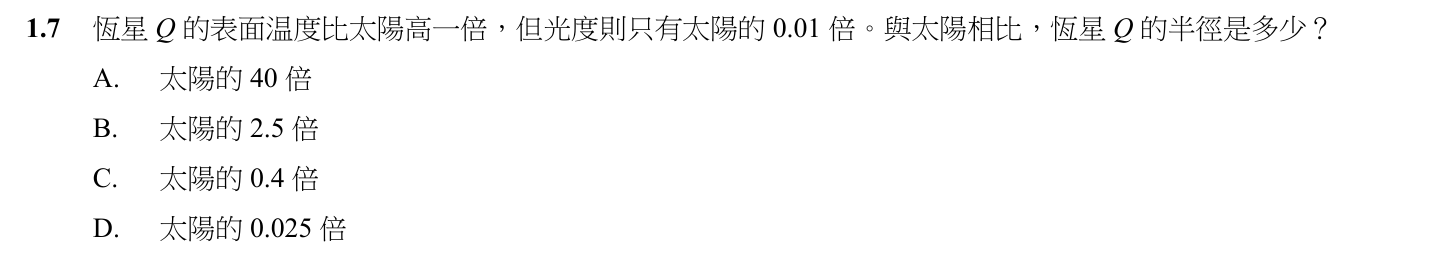 1.7 恆星 Q 的表面温度比太陽高一倍，但光度則只有太陽的 0.01 倍。與太陽相比，恆星 Q 的半徑是多少？
A. 太陽的 40 倍
B. 太陽的 2.5 倍
C. 太陽的 0.4 倍
D. 太陽的 0.025 倍